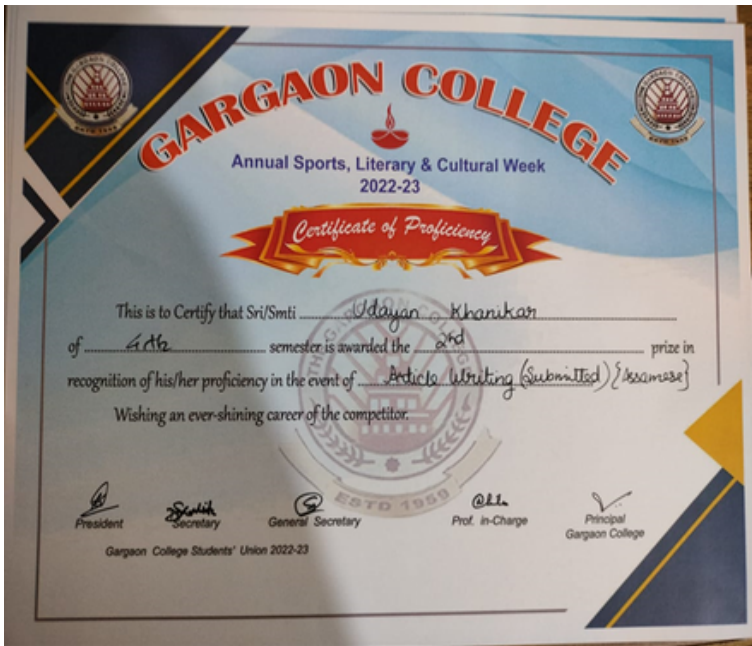 GARGAON COLLEGE
Annual Sports, Literary & Cultural Week
2022-23
Certificate of Proficiency
This is to Certify that Sri/Smti Udayan Khanikar
of 4th semester is awarded the 2nd prize in
recognition of his/her proficiency in the event of Article Writing (Submitted) {Assamese}
Wishing an ever-shining career of the competitor.
ESTD 1959
President Secretary General Secretary Prof. in-Charge Principal
Gargaon College
Gargaon College Students' Union 2022-23